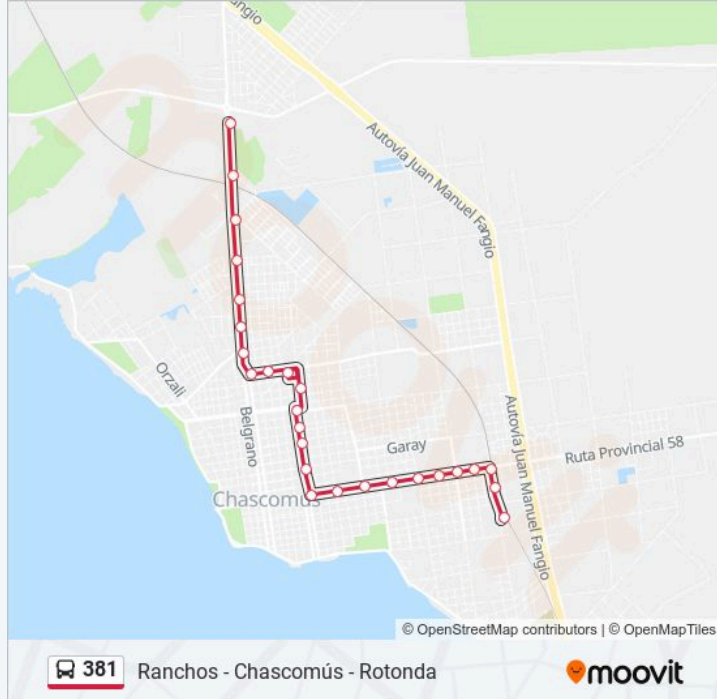 angio
Autovía Juan Manuel Fangio
Orzali
Belgrano
Garay
Autovía Juan Manuel Fangio
Ruta Provincial 58
Chascomús
© OpenStreetMap contributors | © OpenMapTiles
381 Ranchos - Chascomús - Rotonda
moovit